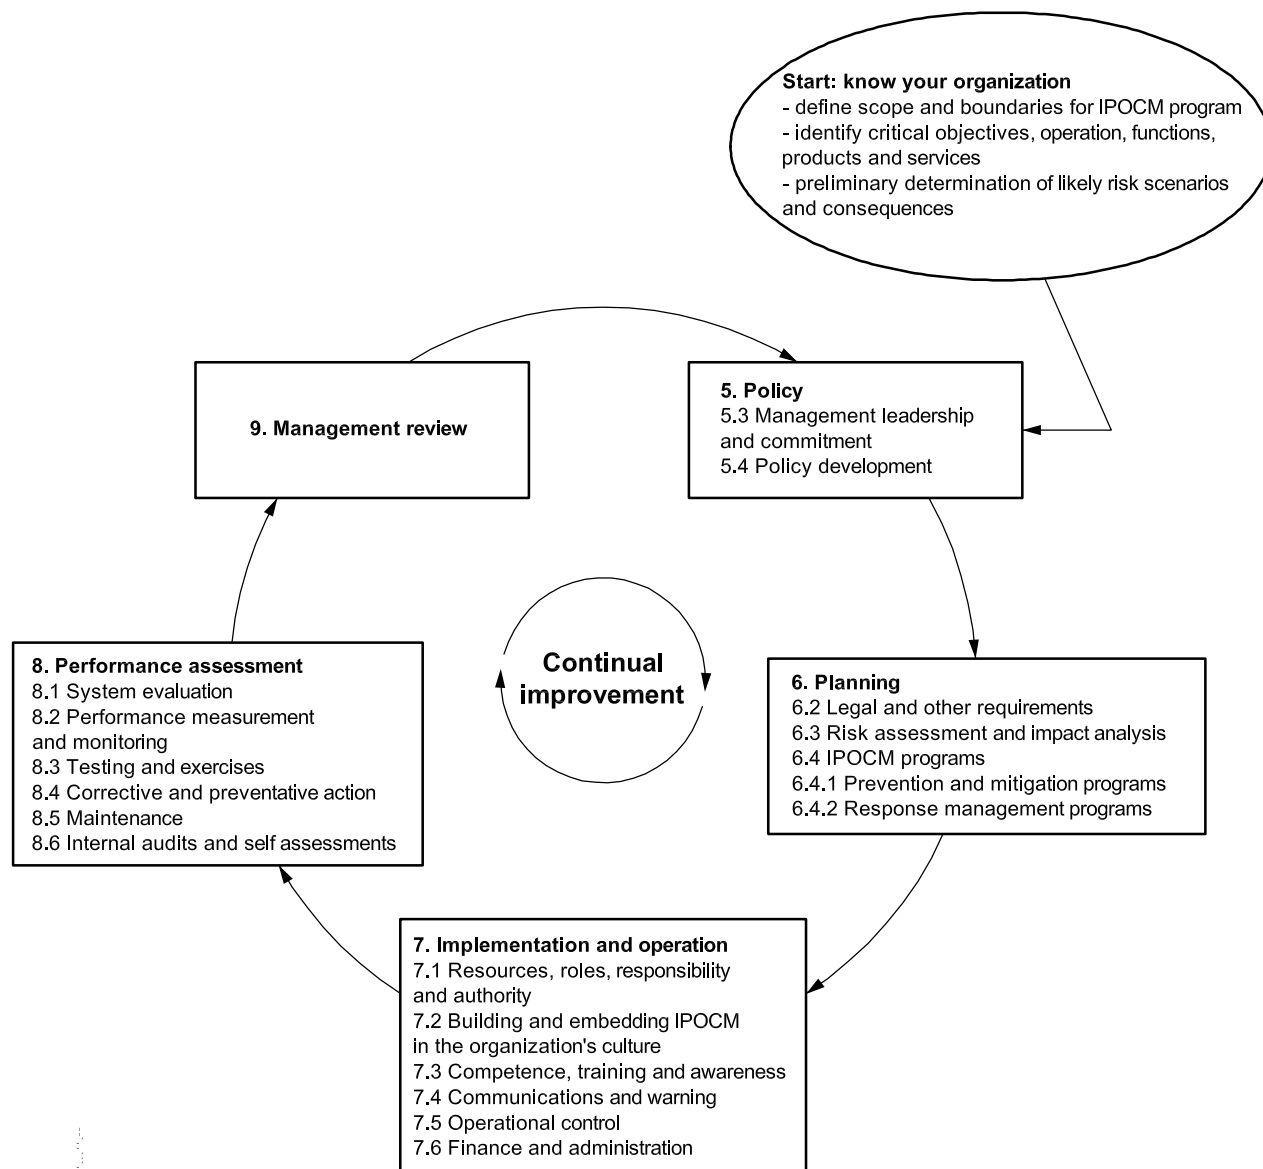 Start: know your organization
- define scope and boundaries for IPOCM program
- identify critical objectives, operation, functions,
products and services
- preliminary determination of likely risk scenarios
and consequences
9. Management review
5. Policy
5.3 Management leadership
and commitment
5.4 Policy development
8. Performance assessment
8.1 System evaluation
8.2 Performance measurement
and monitoring
8.3 Testing and exercises
8.4 Corrective and preventative action
8.5 Maintenance
8.6 Internal audits and self assessments
Continual
improvement
6. Planning
6.2 Legal and other requirements
6.3 Risk assessment and impact analysis
6.4 IPOCM programs
6.4.1 Prevention and mitigation programs
6.4.2 Response management programs
7. Implementation and operation
7.1 Resources, roles, responsibility
and authority
7.2 Building and embedding IPOCM
in the organization's culture
7.3 Competence, training and awareness
7.4 Communications and warning
7.5 Operational control
7.6 Finance and administration